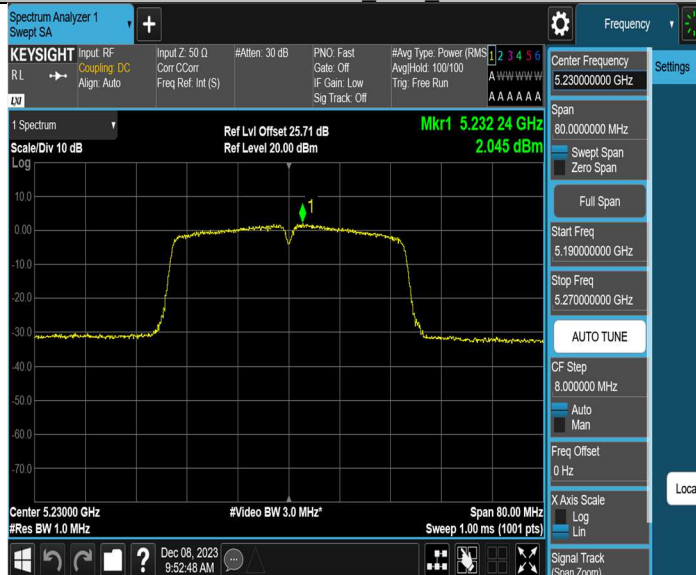 Spectrum Analyzer 1
Swept SA
Frequency
KEYSIGHT
RL
LXI
Input: RF
Coupling: DC
Align: Auto
Input Z: 50 Ω
Corr CCorr
Freq Ref: Int (S)
#Atten: 30 dB
PNO: Fast
Gate: Off
IF Gain: Low
Sig Track: Off
#Avg Type: Power (RMS
Avg|Hold: 100/100
Trig: Free Run
1 2 3 4 5 6
A W W W W W
A A A A A A
1 Spectrum
Scale/Div 10 dB
Log
Ref Lvl Offset 25.71 dB
Ref Level 20.00 dBm
Mkr1 5.232 24 GHz
2.045 dBm
10.0
0.00
-10.0
-20.0
-30.0
-40.0
-50.0
-60.0
-70.0
1
Center 5.23000 GHz
#Res BW 1.0 MHz
#Video BW 3.0 MHz*
Span 80.00 MHz
Sweep 1.00 ms (1001 pts)
?
Dec 08, 2023
9:52:48 AM
Center Frequency
5.230000000 GHz
Span
80.0000000 MHz
Swept Span
Zero Span
Full Span
Start Freq
5.190000000 GHz
Stop Freq
5.270000000 GHz
AUTO TUNE
CF Step
8.000000 MHz
Auto
Man
Freq Offset
0 Hz
X Axis Scale
Log
Lin
Signal Track
(Span Zoom)
Settings
Loca